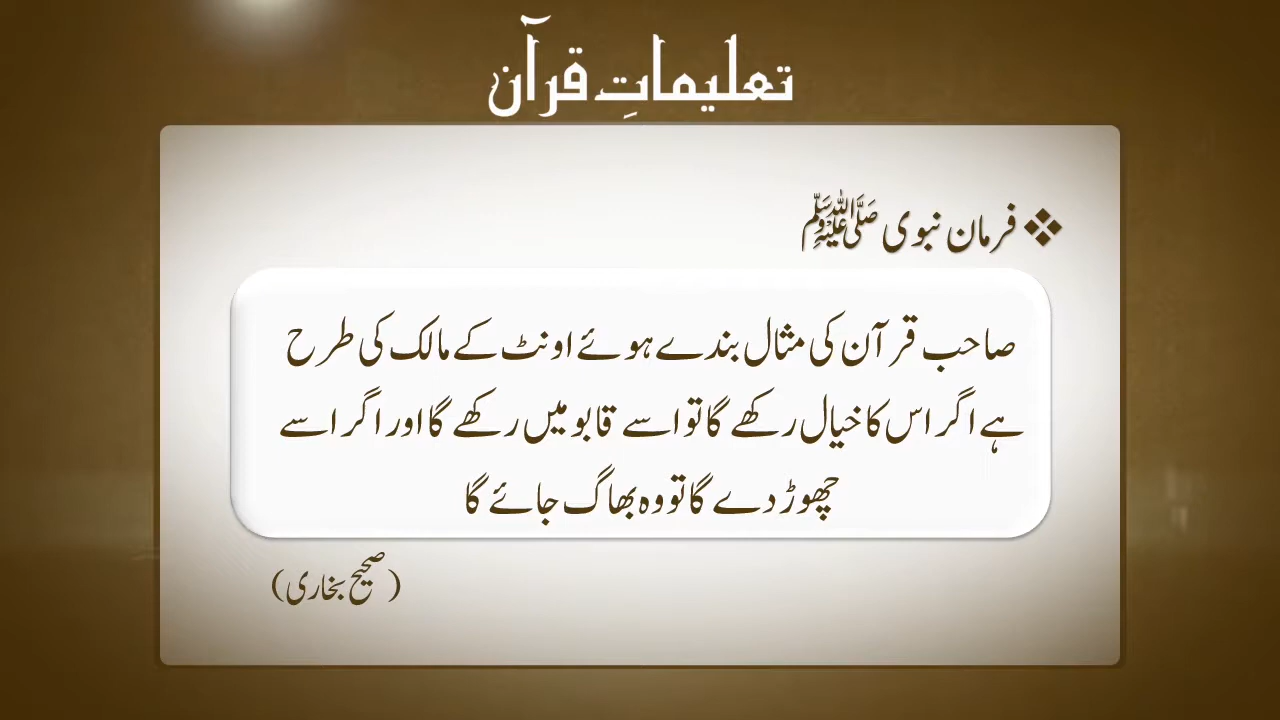 تعلیماتِ قرآن
❖ فرمان نبوی ﷺ
صاحب قرآن کی مثال بندے ہوئے اونٹ کے مالک کی طرح
ہے اگر اس کا خیال رکھے گا تو اسے قابو میں رکھے گا اور اگر اسے
چھوڑ دے گا تو وہ بھاگ جائے گا
(صحیح بخاری)